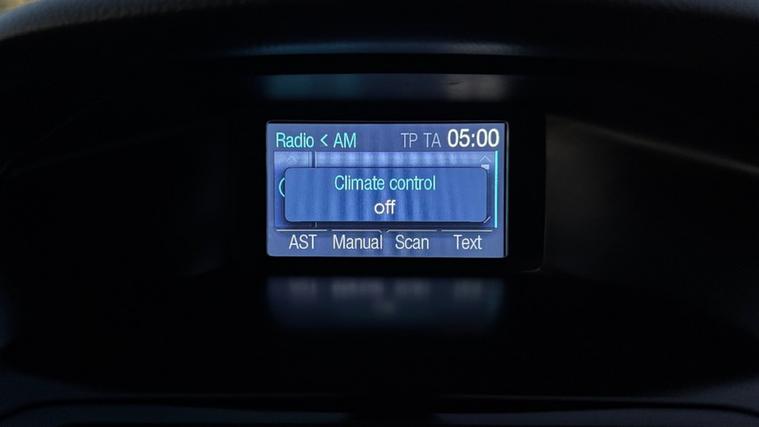 Radio < AM TP TA 05:00
Climate control
off
AST Manual Scan Text